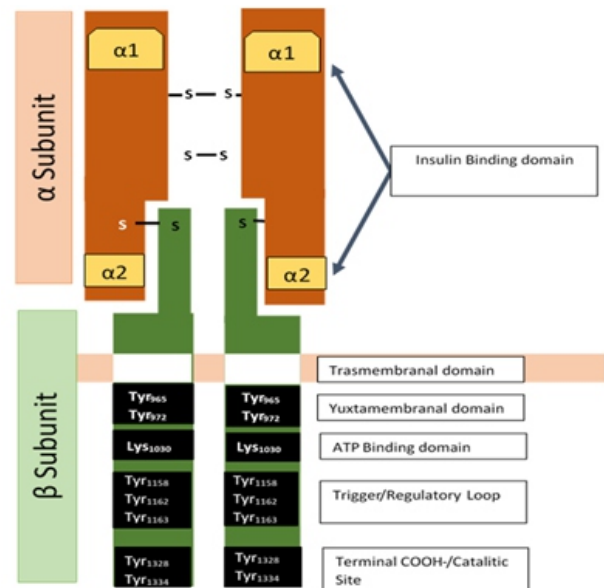 α Subunit
α1
α1
s s
s s
Insulin Binding domain
s s
s
α2
α2
β Subunit
Trasmembranal domain
Tyr965
Tyr972
Tyr965
Tyr972
Yuxtamembranal domain
Lys1030
Lys1030
ATP Binding domain
Tyr1158
Tyr1162
Tyr1163
Tyr1158
Tyr1162
Tyr1163
Trigger/Regulatory Loop
Tyr1328
Tyr1334
Tyr1328
Tyr1334
Terminal COOH-/Catalitic
Site